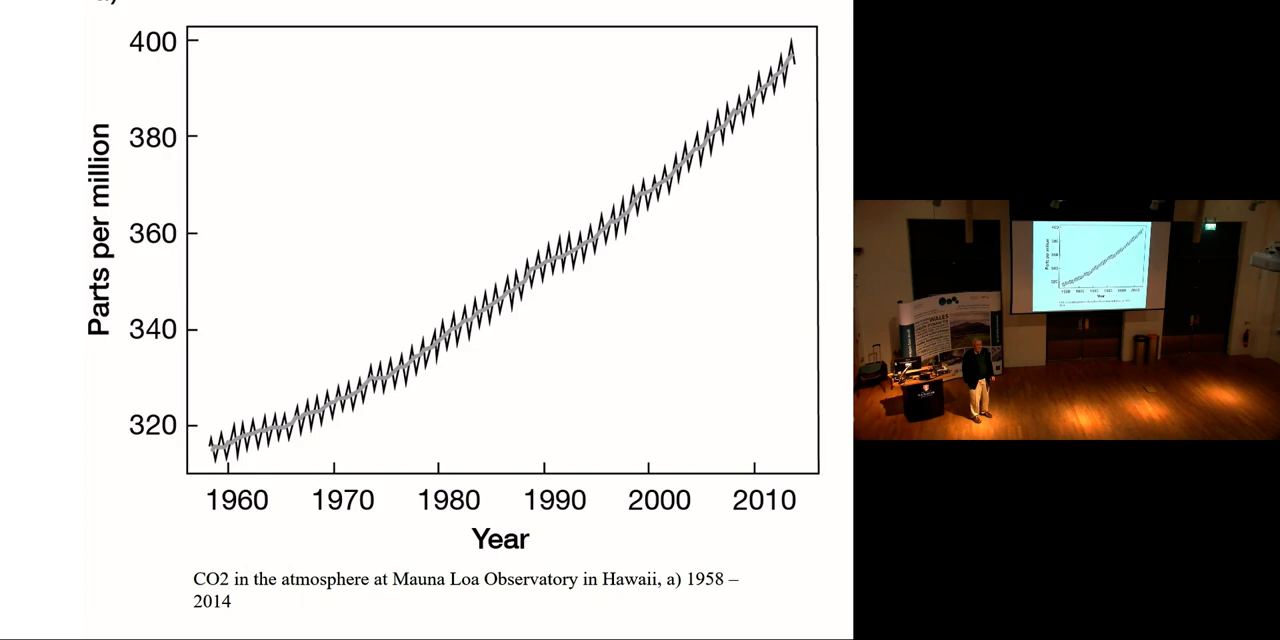 400
380
360
340
320
Parts per million
1960 1970 1980 1990 2000 2010
Year
CO2 in the atmosphere at Mauna Loa Observatory in Hawaii, a) 1958 –
2014
WALES